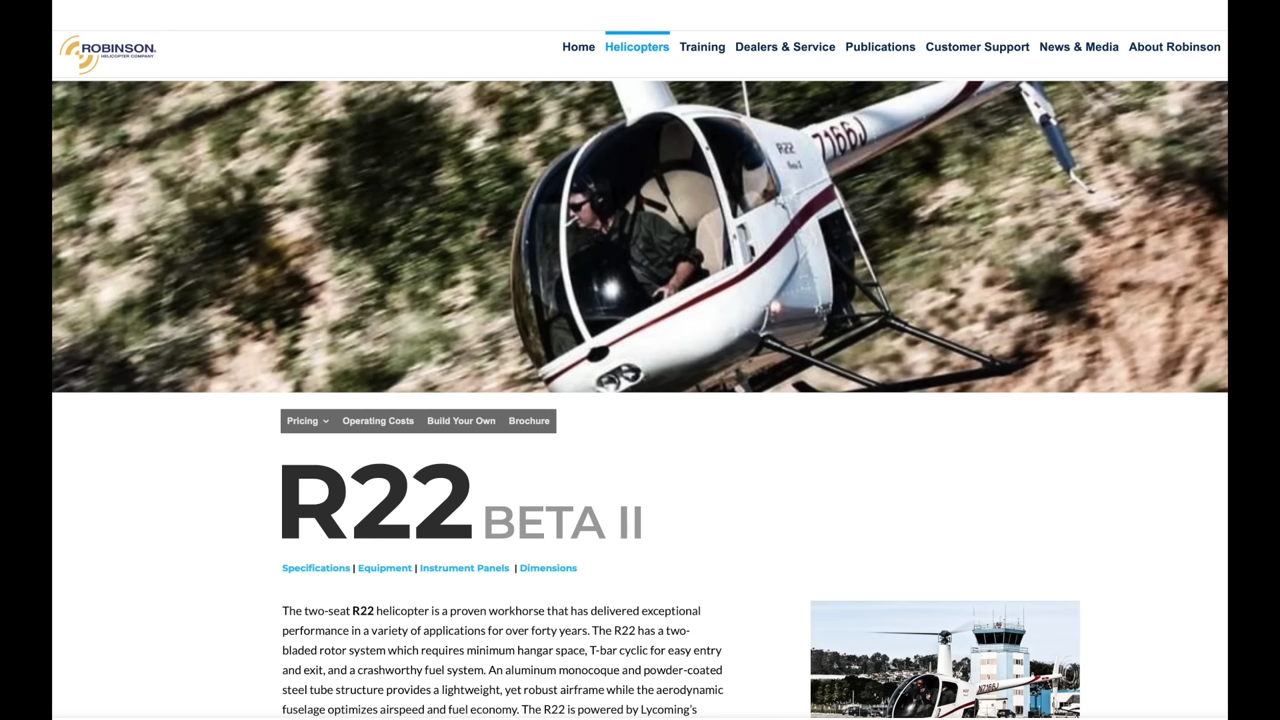 ROBINSON
HELICOPTER COMPANY
Home Helicopters Training Dealers & Service Publications Customer Support News & Media About Robinson
7166J
R22
Beta II
Pricing Operating Costs Build Your Own Brochure
R22 BETA II
Specifications | Equipment | Instrument Panels | Dimensions
The two-seat R22 helicopter is a proven workhorse that has delivered exceptional
performance in a variety of applications for over forty years. The R22 has a two-
bladed rotor system which requires minimum hangar space, T-bar cyclic for easy entry
and exit, and a crashworthy fuel system. An aluminum monocoque and powder-coated
steel tube structure provides a lightweight, yet robust airframe while the aerodynamic
fuselage optimizes airspeed and fuel economy. The R22 is powered by Lycoming’s
N7166J